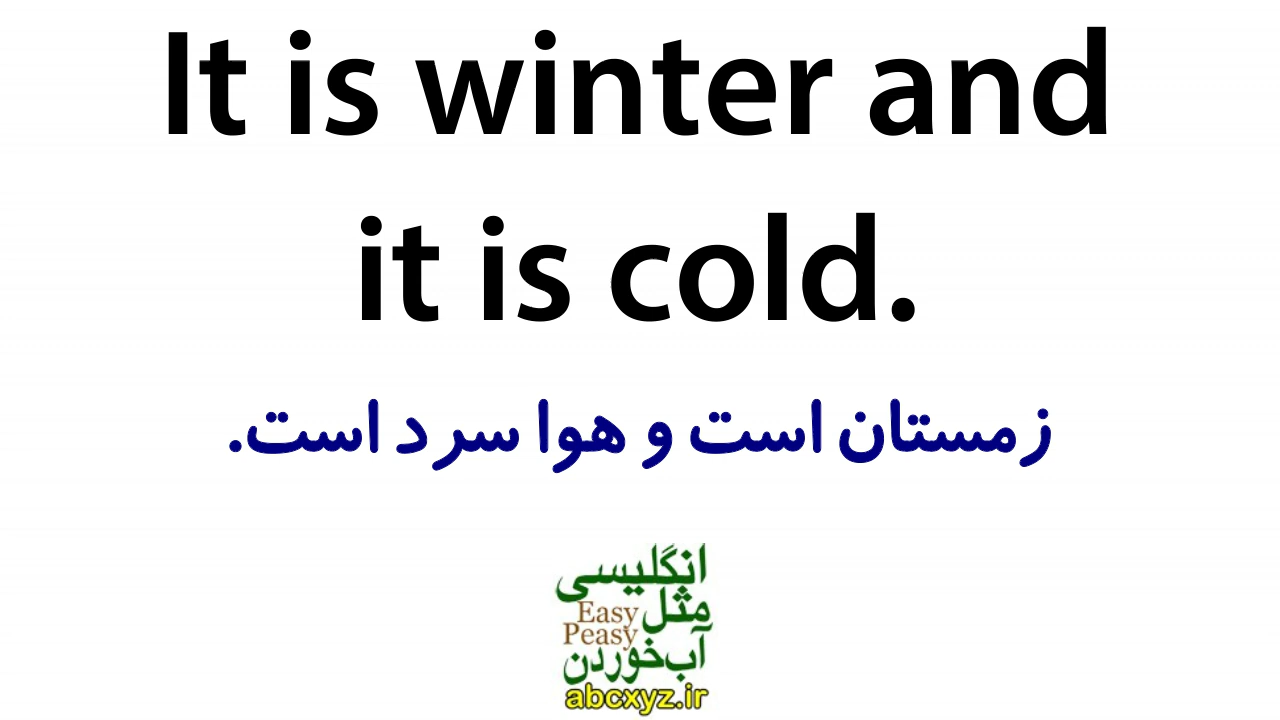 It is winter and
it is cold.
زمستان است و هوا سرد است.
انگلیسی
مثل
Easy
Peasy
آب‌خوردن
abcxyz.ir